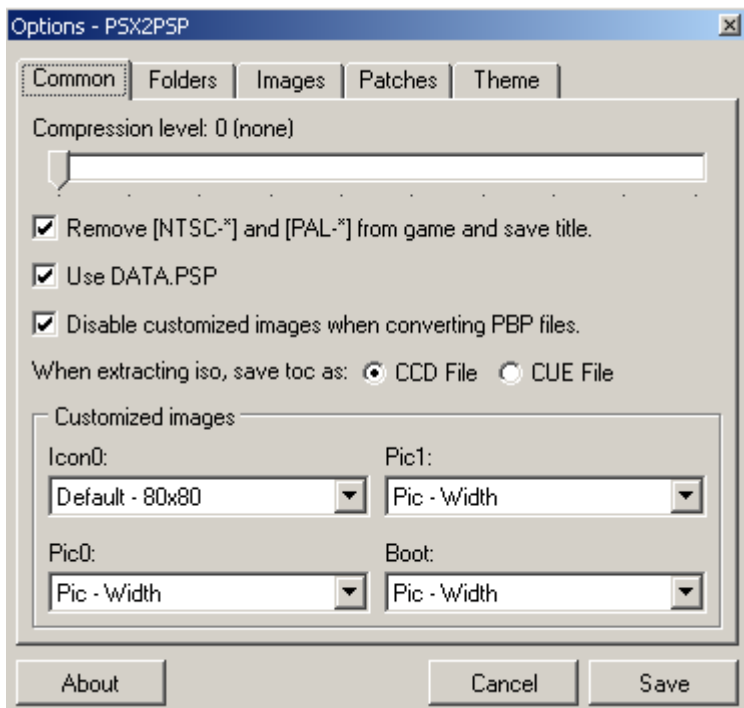 Options - PSX2PSP
Common Folders Images Patches Theme
Compression level: 0 (none)
Remove [NTSC-*] and [PAL-*] from game and save title.
Use DATA.PSP
Disable customized images when converting PBP files.
When extracting iso, save toc as: CCD File CUE File
Customized images
Icon0: Pic1:
Default - 80x80 Pic - Width
Pic0: Boot:
Pic - Width Pic - Width
About Cancel Save